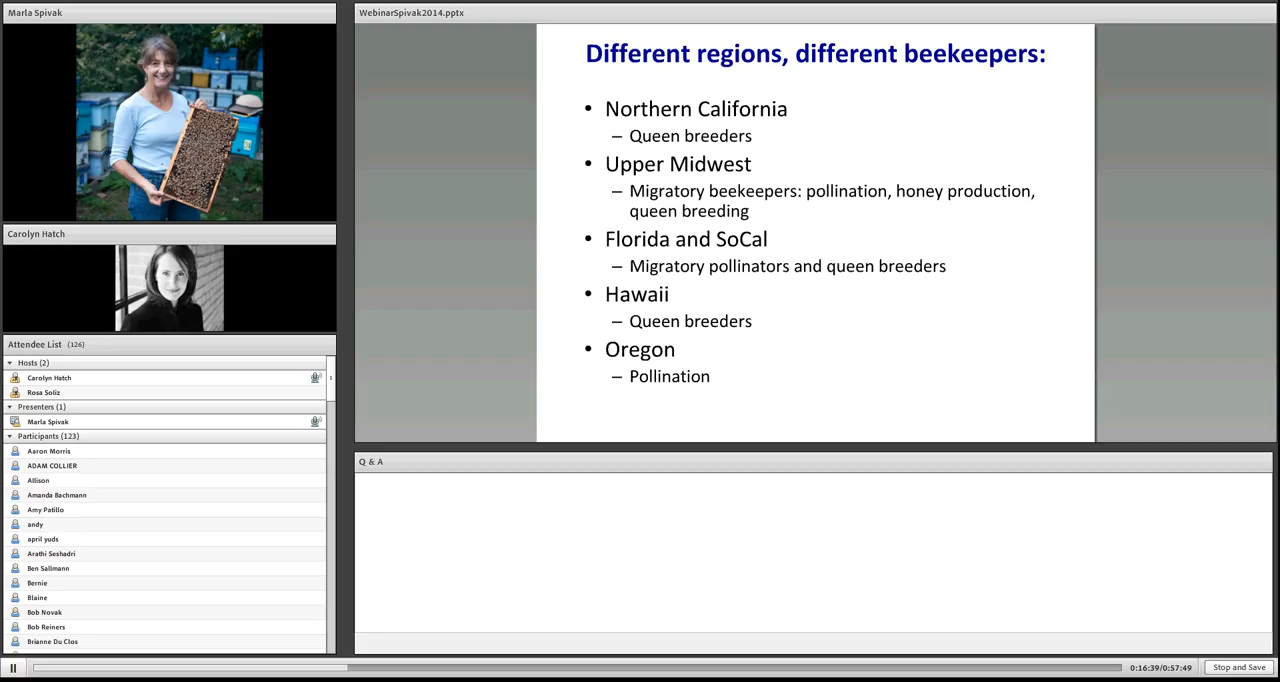 Marla Spivak
Carolyn Hatch
Attendee List (126)
Hosts (2)
Carolyn Hatch
Rosa Soliz
Presenters (1)
Marla Spivak
Participants (123)
Aaron Morris
ADAM COLLIER
Allison
Amanda Bachmann
Amy Patillo
andy
april yuds
Arathi Seshadri
Ben Sallmann
Bernie
Blaine
Bob Novak
Bob Reiners
Brianne Du Clos
WebinarSpivak2014.pptx
Different regions, different beekeepers:
• Northern California
– Queen breeders
• Upper Midwest
– Migratory beekeepers: pollination, honey production,
queen breeding
• Florida and SoCal
– Migratory pollinators and queen breeders
• Hawaii
– Queen breeders
• Oregon
– Pollination
Q & A
0:16:39/0:57:49
Stop and Save